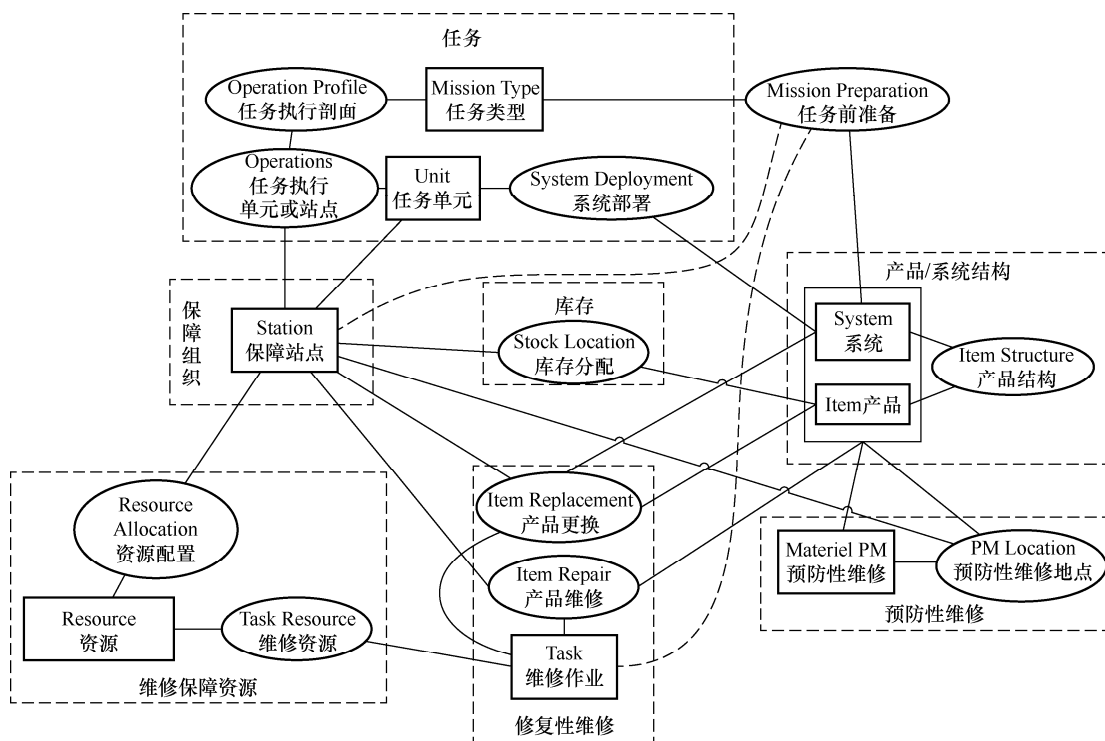 任务
Operation Profile
任务执行剖面
Mission Type
任务类型
Mission Preparation
任务前准备
Operations
任务执行
单元或站点
Unit
任务单元
System Deployment
系统部署
保障组织
Station
保障站点
库存
Stock Location
库存分配
产品/系统结构
System
系统
Item产品
Item Structure
产品结构
Resource
Allocation
资源配置
Resource
资源
Task Resource
维修资源
维修保障资源
Item Replacement
产品更换
Item Repair
产品维修
Task
维修作业
修复性维修
Materiel PM
预防性维修
PM Location
预防性维修地点
预防性维修